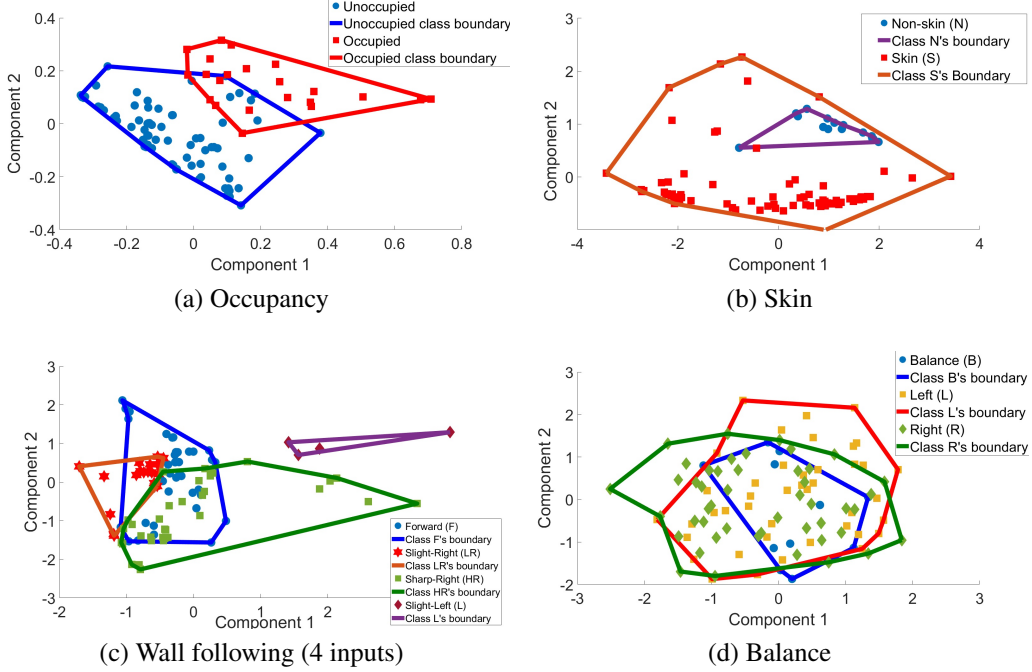 0.4
0.2
0
-0.2
-0.4
-0.4
-0.2
0
0.2
0.4
0.6
0.8
Component 2
Component 1
Unoccupied
Unoccupied class boundary
Occupied
Occupied class boundary
(a) Occupancy
3
2
1
0
-1
-4
-2
0
2
4
Component 2
Component 1
Non-skin (N)
Class N's boundary
Skin (S)
Class S's Boundary
(b) Skin
3
2
1
0
-1
-2
-3
-2
-1
0
1
2
3
Component 2
Component 1
Forward (F)
Class F's boundary
Slight-Right (LR)
Class LR's boundary
Sharp-Right (HR)
Class HR's boundary
Slight-Left (L)
Class L's boundary
(c) Wall following (4 inputs)
3
2
1
0
-1
-2
-3
-2
-1
0
1
2
3
Component 2
Component 1
Balance (B)
Class B's boundary
Left (L)
Class L's boundary
Right (R)
Class R's boundary
(d) Balance